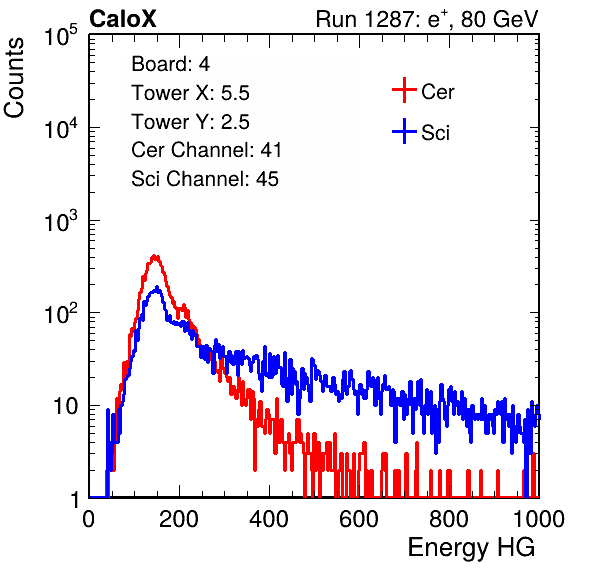 CaloX Run 1287: e⁺, 80 GeV
Counts
Board: 4
Tower X: 5.5
Tower Y: 2.5
Cer Channel: 41
Sci Channel: 45
Cer
Sci
10⁵
10⁴
10³
10²
10
1
0 200 400 600 800 1000
Energy HG